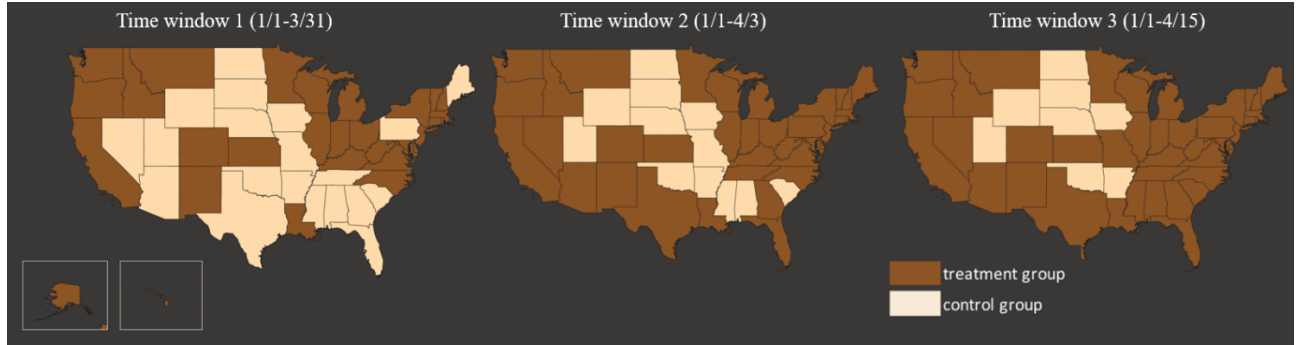 Time window 1 (1/1-3/31)
Time window 2 (1/1-4/3)
Time window 3 (1/1-4/15)
treatment group
control group